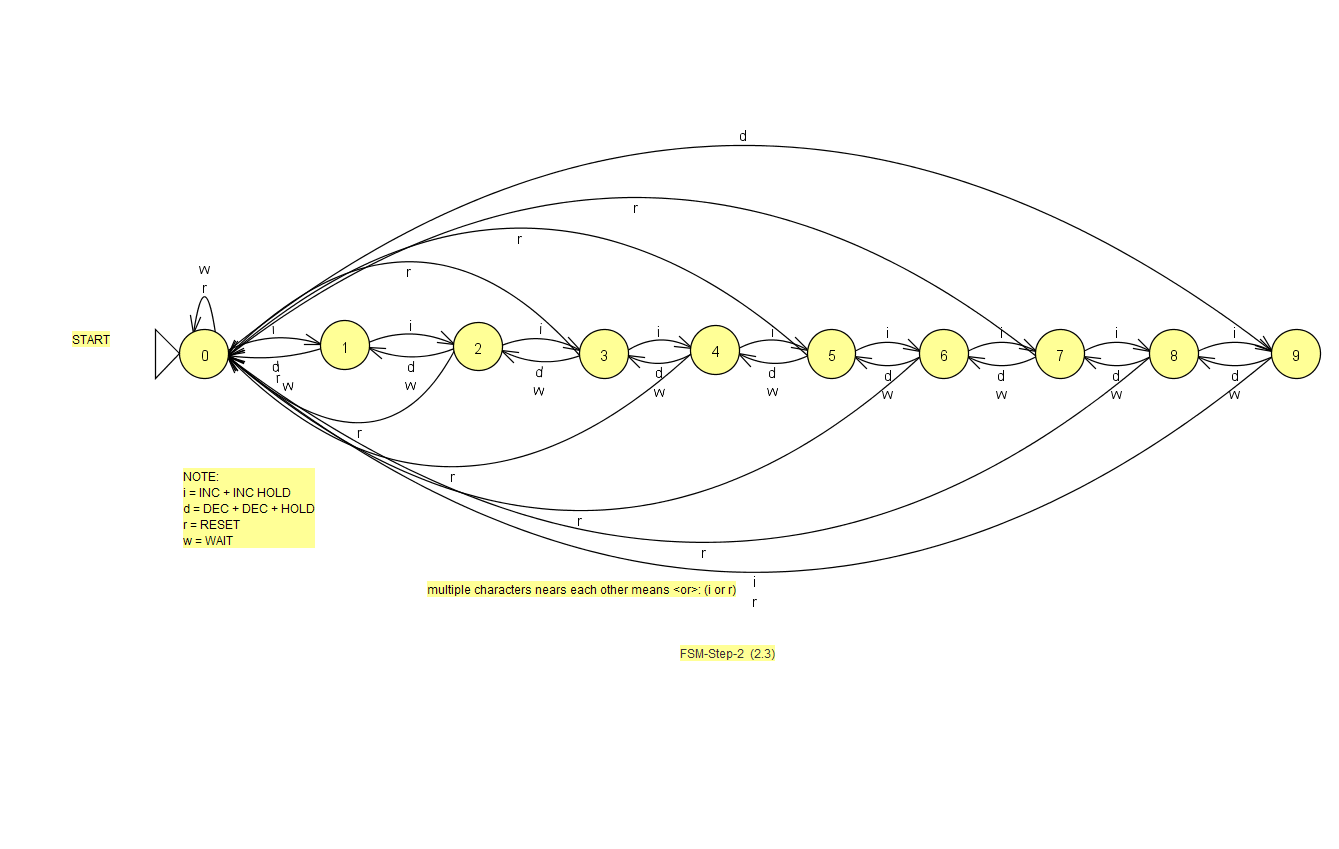 d
r
r
r
w
r
START
i
i
i
i
i
i
i
i
i
0
1
2
3
4
5
6
7
8
9
d
r
w
d
w
d
w
d
w
d
w
d
w
d
w
d
w
d
w
r
r
r
r
i
r
NOTE:
i = INC + INC HOLD
d = DEC + DEC + HOLD
r = RESET
w = WAIT
multiple characters nears each other means <or>: (i or r)
FSM-Step-2 (2.3)